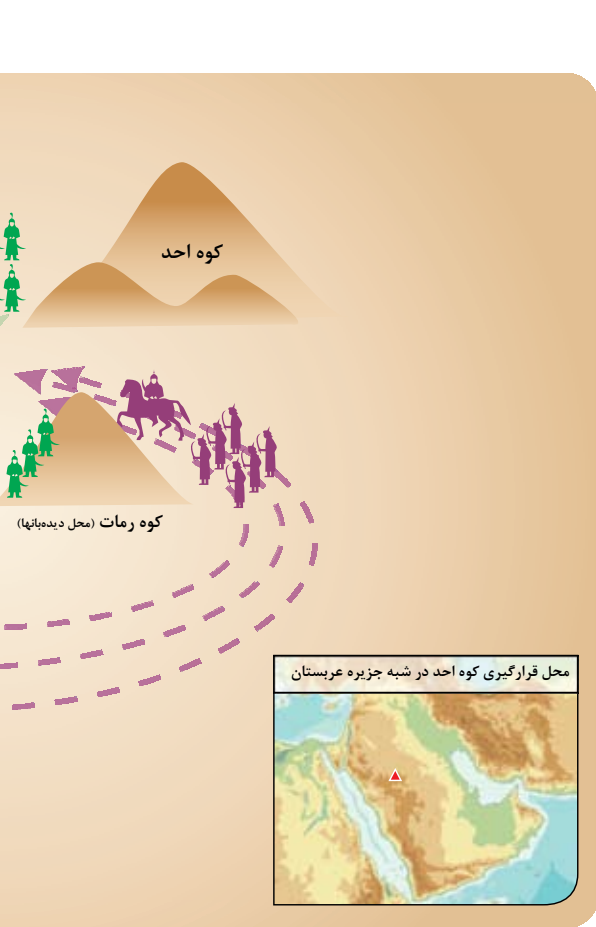 کوه احد
کوه رمات (محل دیده‌بانها)
محل قرارگیری کوه احد در شبه جزیره عربستان